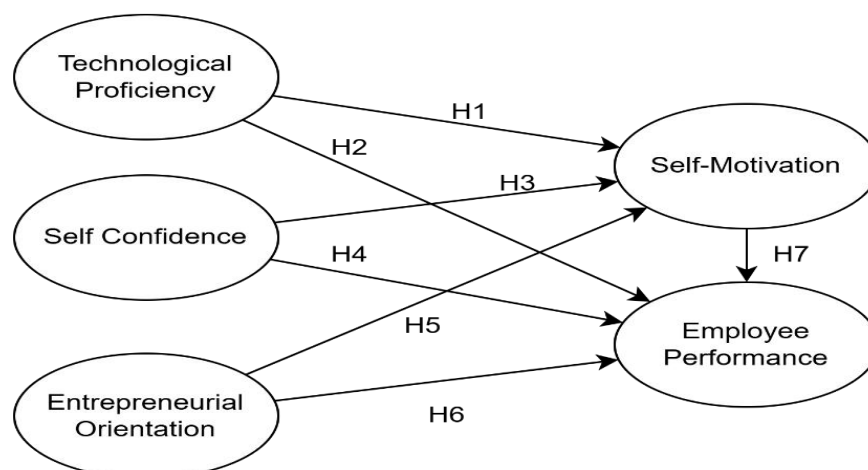 Technological
Proficiency
H1
H2
Self-Motivation
H3
Self Confidence
H4
H7
H5
Employee
Performance
Entrepreneurial
Orientation
H6